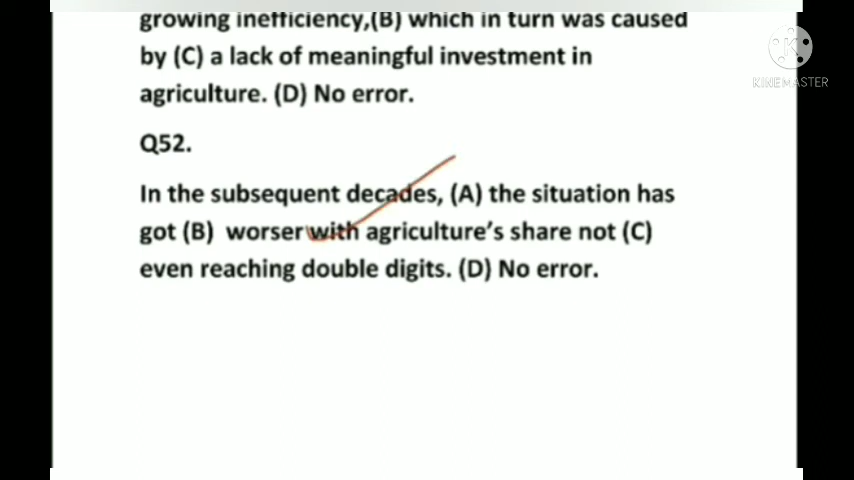 growing inefficiency,(B) which in turn was caused
by (C) a lack of meaningful investment in
agriculture. (D) No error.
Q52.
In the subsequent decades, (A) the situation has
got (B) worser with agriculture's share not (C)
even reaching double digits. (D) No error.
KINEMASTER